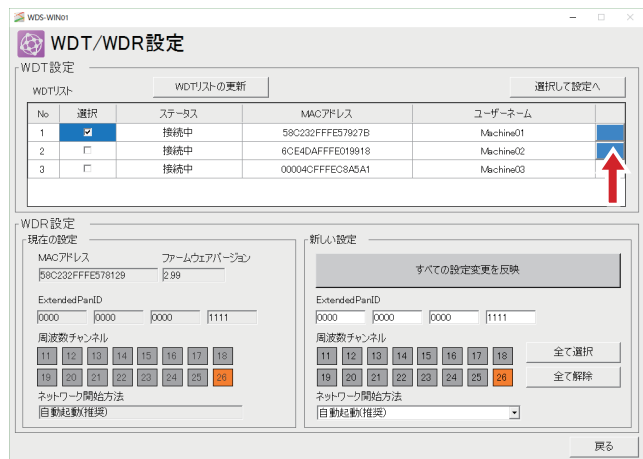 WDS-WIN01
WDT/WDR設定
WDT設定
WDTリスト
WDTリストの更新
選択して設定へ
No 選択 ステータス MACアドレス ユーザーネーム
1 接続中 58C232FFFE57927B Machine01
2 接続中 6CE4DAFFFE019918 Machine02
3 接続中 00004CFFFEC8A5A1 Machine03
WDR設定
現在の設定
MACアドレス ファームウェアバージョン
58C232FFFE578129 2.99
ExtendedPanID
0000 0000 0000 1111
周波数チャンネル
11 12 13 14 15 16 17 18
19 20 21 22 23 24 25 26
ネットワーク開始方法
自動起動(推奨)
新しい設定
すべての設定変更を反映
ExtendedPanID
0000 0000 0000 1111
周波数チャンネル
11 12 13 14 15 16 17 18 全て選択
19 20 21 22 23 24 25 26 全て解除
ネットワーク開始方法
自動起動(推奨)
戻る